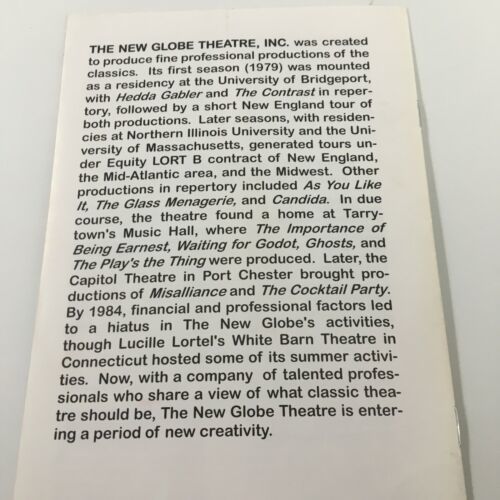 THE NEW GLOBE THEATRE, INC. was created
to produce fine professional productions of the
classics. Its first season (1979) was mounted
as a residency at the University of Bridgeport,
with Hedda Gabler and The Contrast in reper-
tory, followed by a short New England tour of
both productions. Later seasons, with residen-
cies at Northern Illinois University and the Uni-
versity of Massachusetts, generated tours un-
der Equity LORT B contract of New England,
the Mid-Atlantic area, and the Midwest. Other
productions in repertory included As You Like
It, The Glass Menagerie, and Candida. In due
course, the theatre found a home at Tarry-
town's Music Hall, where The Importance of
Being Earnest, Waiting for Godot, Ghosts, and
The Play's the Thing were produced. Later, the
Capitol Theatre in Port Chester brought pro-
ductions of Misalliance and The Cocktail Party.
By 1984, financial and professional factors led
to a hiatus in The New Globe's activities,
though Lucille Lortel's White Barn Theatre in
Connecticut hosted some of its summer activi-
ties. Now, with a company of talented profes-
sionals who share a view of what classic thea-
tre should be, The New Globe Theatre is enter-
ing a period of new creativity.